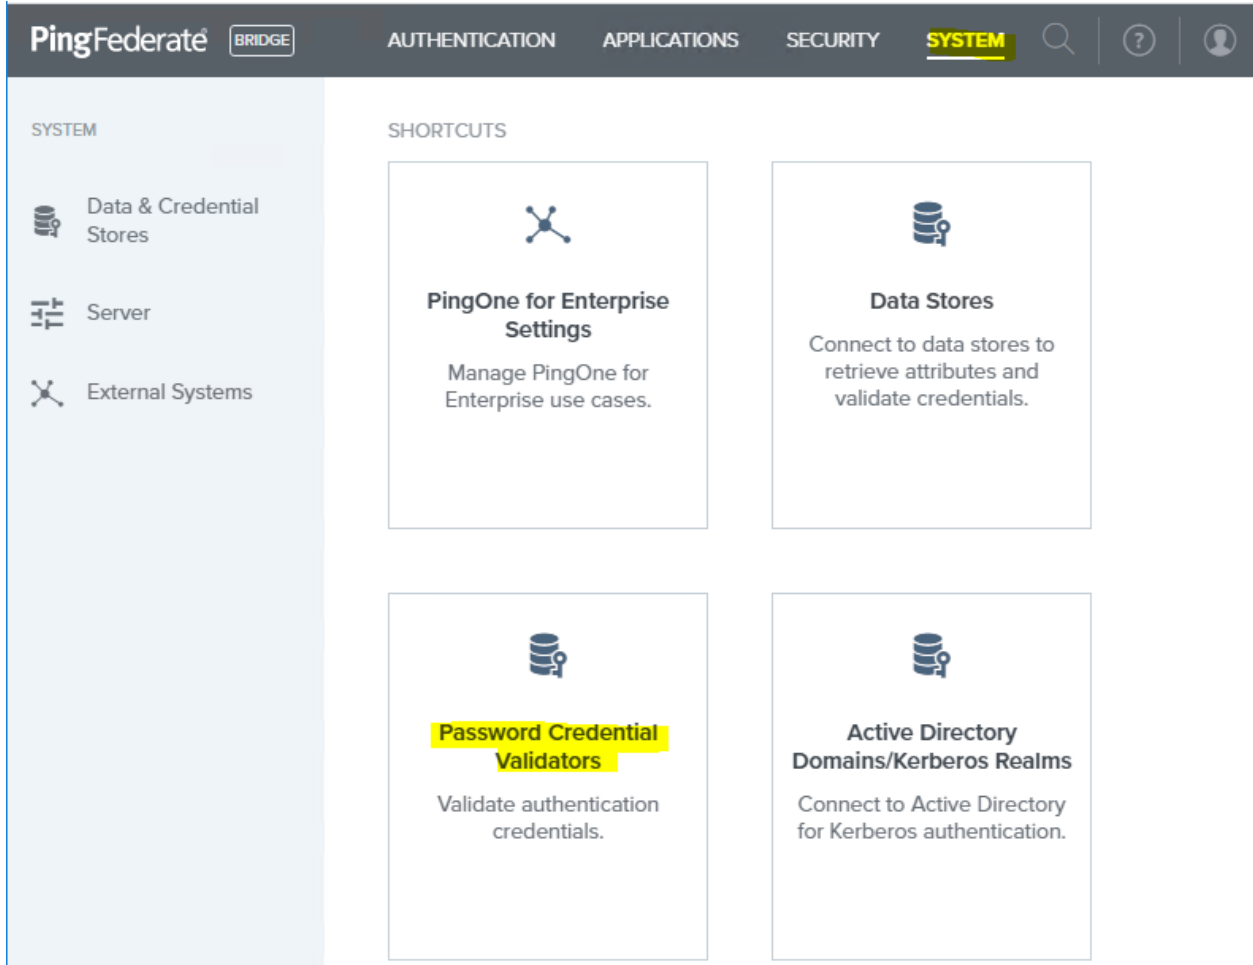 PingFederate BRIDGE AUTHENTICATION APPLICATIONS SECURITY SYSTEM ?
SYSTEM
Data & Credential
Stores
Server
External Systems
SHORTCUTS
PingOne for Enterprise
Settings
Manage PingOne for
Enterprise use cases.
Data Stores
Connect to data stores to
retrieve attributes and
validate credentials.
Password Credential
Validators
Validate authentication
credentials.
Active Directory
Domains/Kerberos Realms
Connect to Active Directory
for Kerberos authentication.